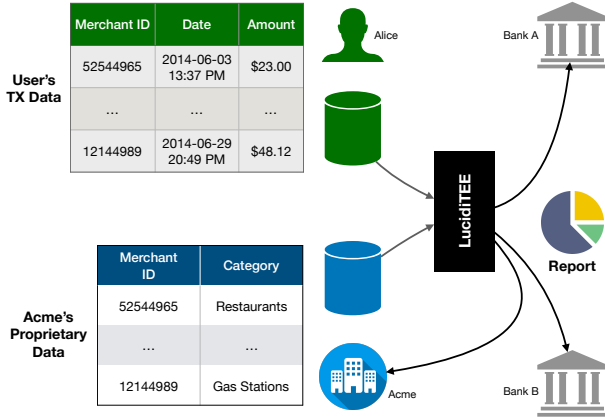 Merchant ID Date Amount
52544965 2014-06-03 13:37 PM $23.00
... ... ...
12144989 2014-06-29 20:49 PM $48.12
User's
TX Data
Alice
Bank A
LucidiTEE
Report
Merchant ID Category
52544965 Restaurants
... ...
12144989 Gas Stations
Acme's
Proprietary
Data
Acme
Bank B